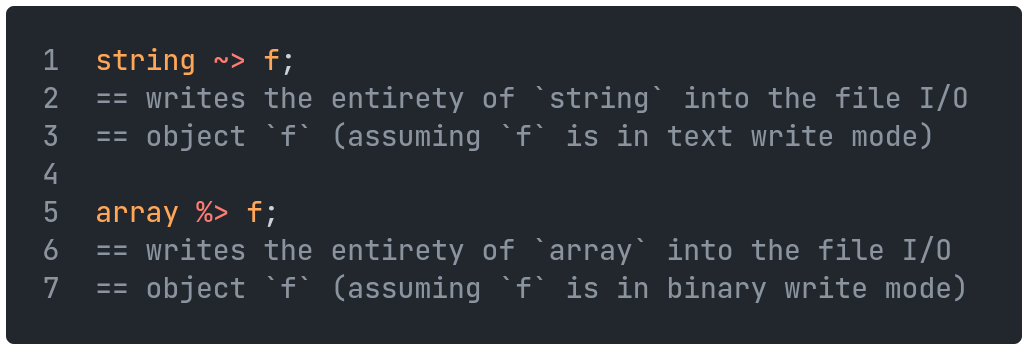 1 string ~> f;
2 == writes the entirety of `string` into the file I/O
3 == object `f` (assuming `f` is in text write mode)
4
5 array %> f;
6 == writes the entirety of `array` into the file I/O
7 == object `f` (assuming `f` is in binary write mode)